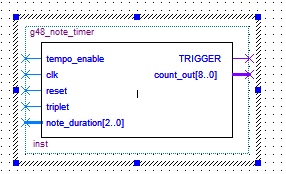 g48_note_timer
tempo_enable TRIGGER
clk count_out[8..0]
reset
triplet
note_duration[2..0]
inst